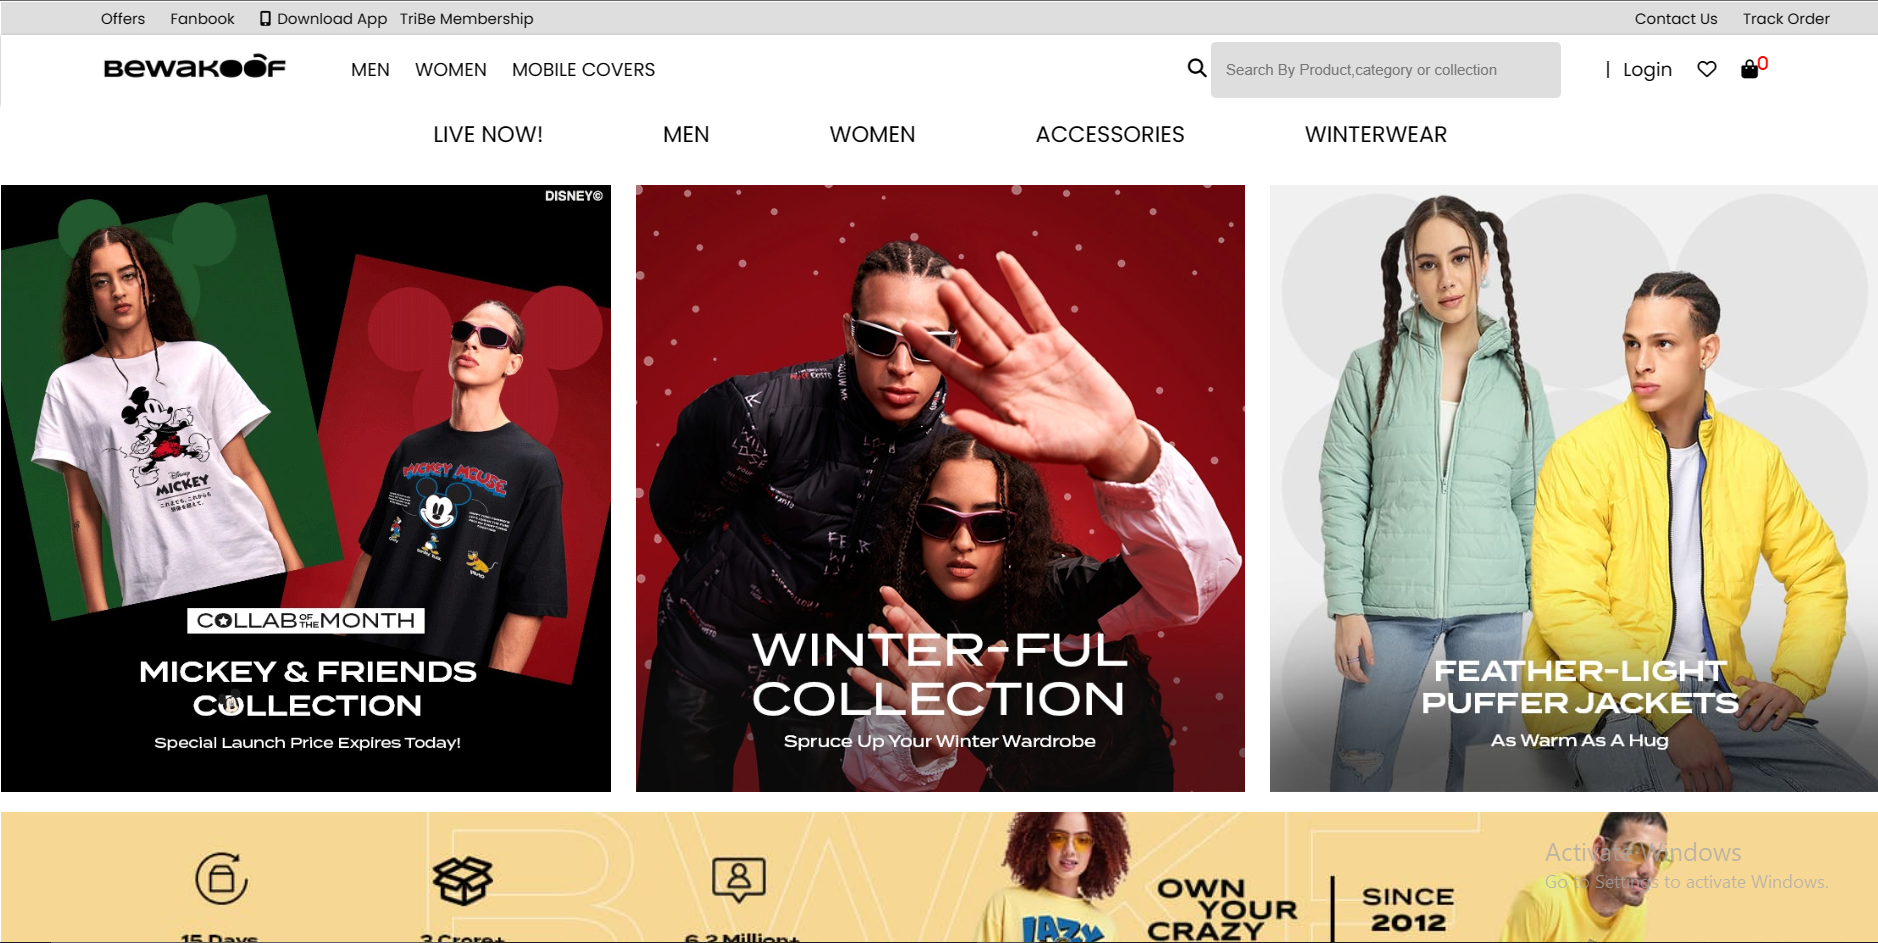 Offers Fanbook Download App TriBe Membership Contact Us Track Order
BEWAKOOF MEN WOMEN MOBILE COVERS Search By Product,category or collection | Login 0
LIVE NOW! MEN WOMEN ACCESSORIES WINTERWEAR
DISNEY©
Disney
MICKEY
MICKEY MOUSE
COLLAB OF THE MONTH
MICKEY & FRIENDS
COLLECTION
Special Launch Price Expires Today!
WINTER-FUL
COLLECTION
Spruce Up Your Winter Wardrobe
FEATHER-LIGHT
PUFFER JACKETS
As Warm As A Hug
15 Days
3 Crore+
6.2 Million+
LAZY
OWN
YOUR
CRAZY
SINCE
2012
Activate Windows
Go to Settings to activate Windows.